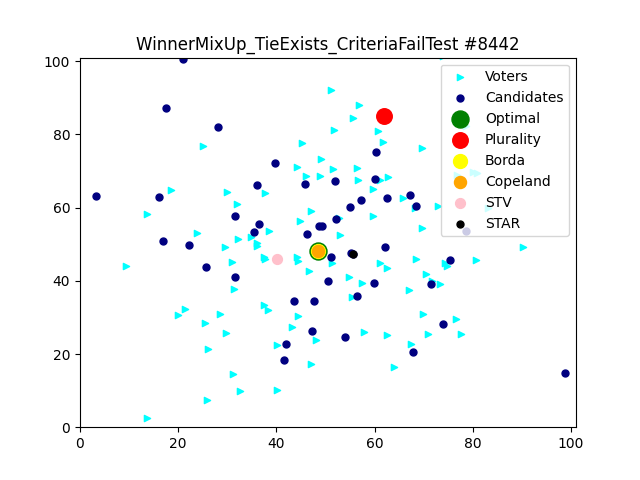 WinnerMixUp_TieExists_CriteriaFailTest #8442
100
80
60
40
20
0
0
20
40
60
80
100
Voters
Candidates
Optimal
Plurality
Borda
Copeland
STV
STAR